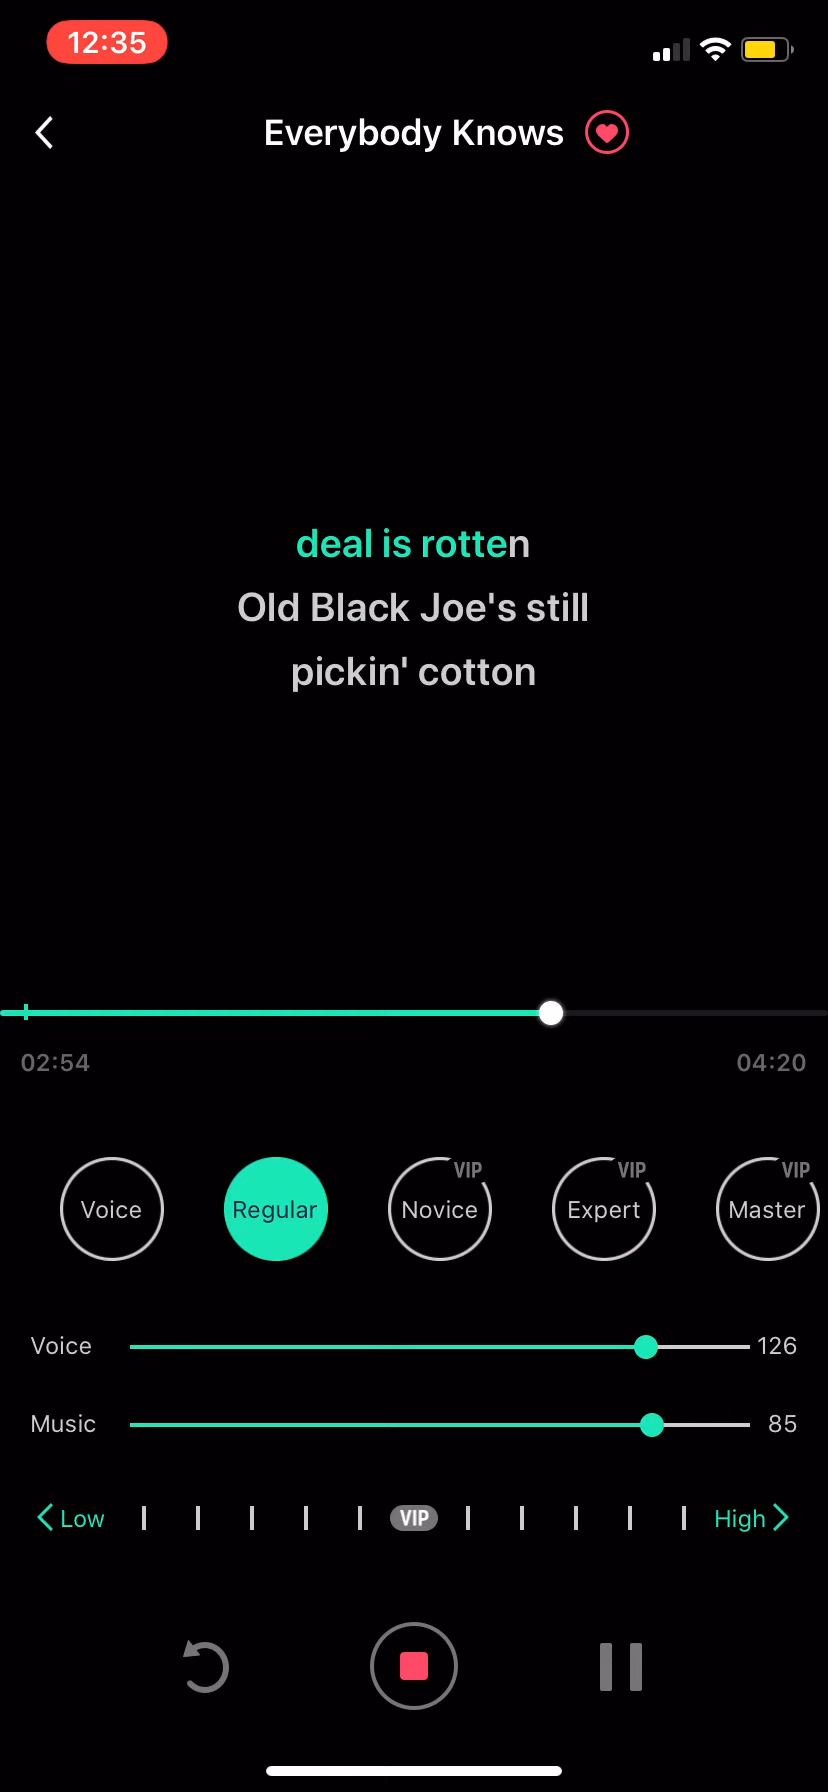 12:35
Everybody Knows
deal is rotten
Old Black Joe's still
pickin' cotton
02:54 04:20
VIP VIP VIP
Voice Regular Novice Expert Master
Voice 126
Music 85
Low VIP High